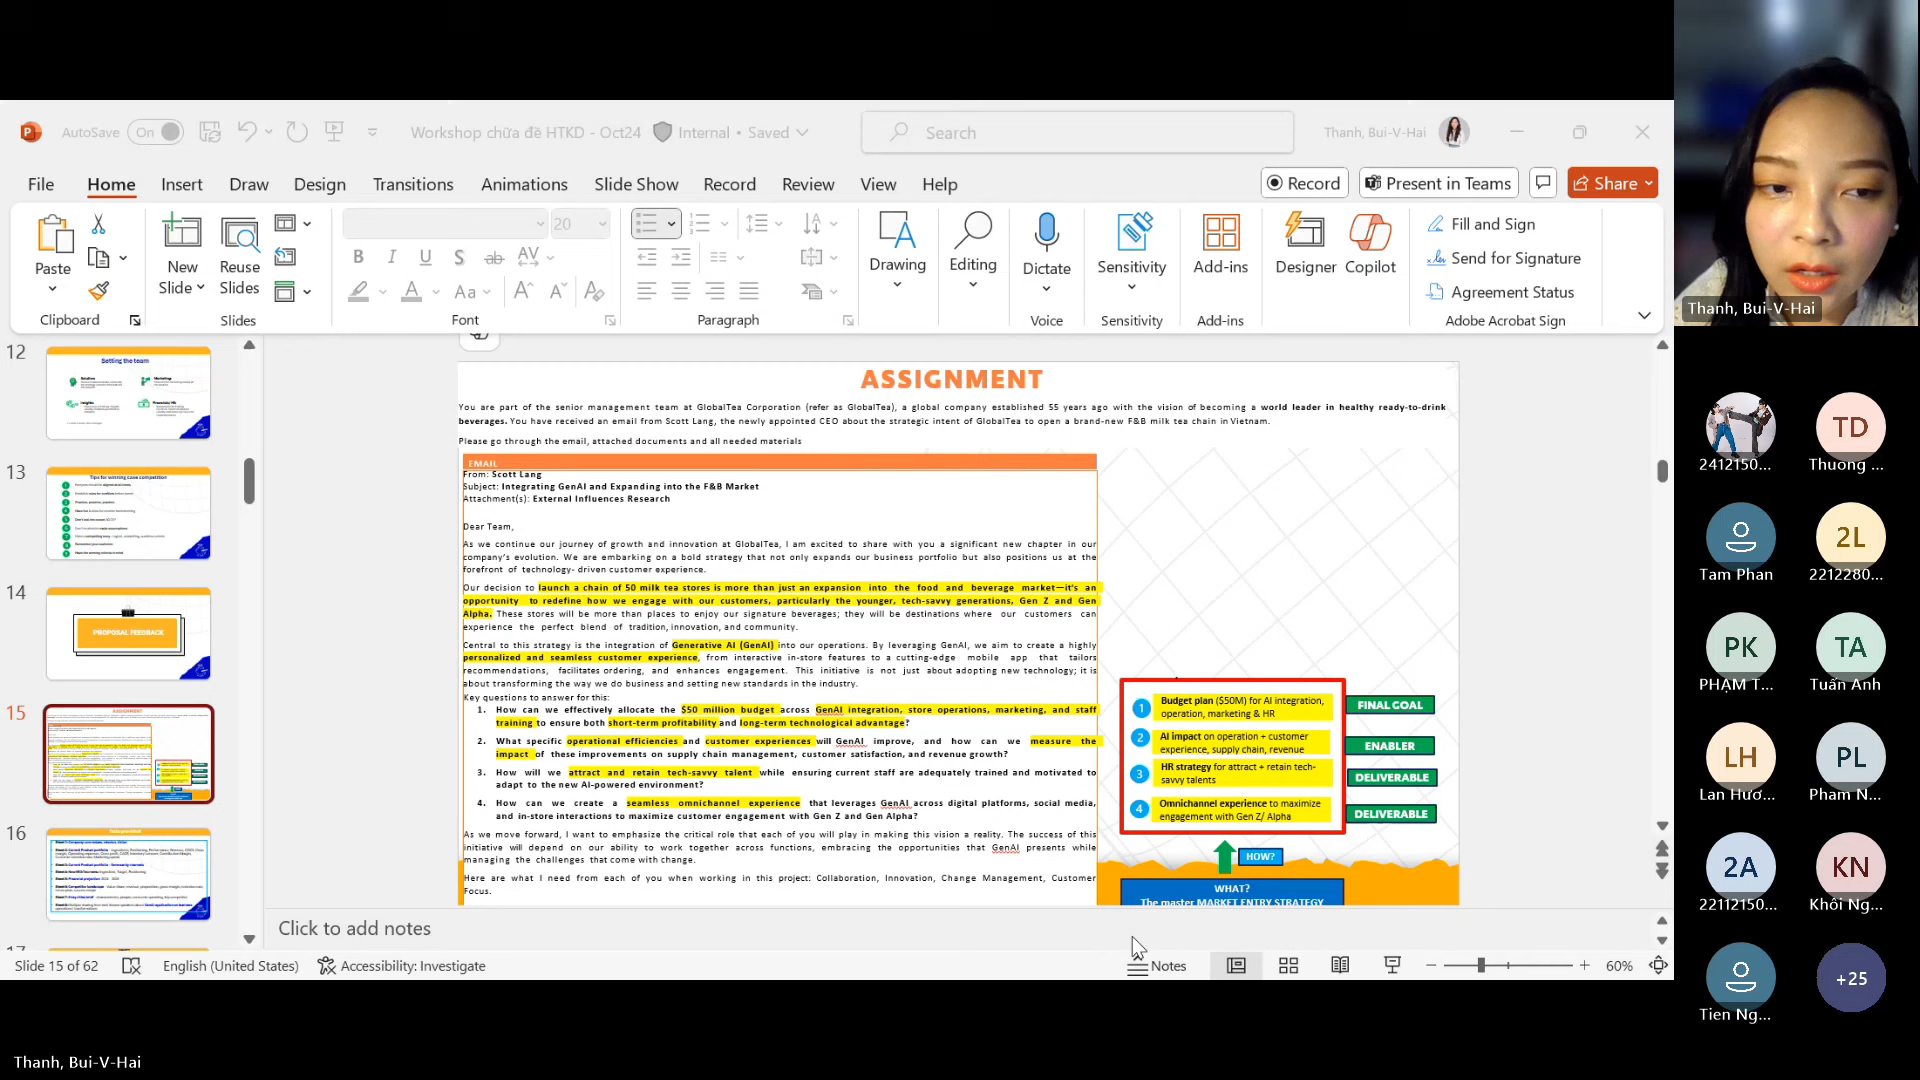 AutoSave
On
Workshop chữa đề HTKD - Oct24
Internal • Saved
Search
Thanh, Bui-V-Hai
File
Home
Insert
Draw
Design
Transitions
Animations
Slide Show
Record
Review
View
Help
Record
Present in Teams
Share
Paste
New
Slide
Reuse
Slides
20
Drawing
Editing
Dictate
Sensitivity
Add-ins
Designer
Copilot
Fill and Sign
Send for Signature
Agreement Status
Clipboard
Slides
Font
Paragraph
Voice
Sensitivity
Add-ins
Adobe Acrobat Sign
12
Setting the team
13
Tips for winning case competition
14
PROPOSAL FEEDBACK
15
16
ASSIGNMENT
You are part of the senior management team at GlobalTea Corporation (refer as GlobalTea), a global company established 55 years ago with the vision of becoming a world leader in healthy ready-to-drink
beverages. You have received an email from Scott Lang, the newly appointed CEO about the strategic intent of GlobalTea to open a brand-new F&B milk tea chain in Vietnam.
Please go through the email, attached documents and all needed materials
EMAIL
From: Scott Lang
Subject: Integrating GenAI and Expanding into the F&B Market
Attachment(s): External Influences Research
Dear Team,
As we continue our journey of growth and innovation at GlobalTea, I am excited to share with you a significant new chapter in our
company's evolution. We are embarking on a bold strategy that not only expands our business portfolio but also positions us at the
forefront of technology- driven customer experience.
Our decision to launch a chain of 50 milk tea stores is more than just an expansion into the food and beverage market—it's an
opportunity to redefine how we engage with our customers, particularly the younger, tech-savvy generations, Gen Z and Gen
Alpha. These stores will be more than places to enjoy our signature beverages; they will be destinations where our customers can
experience the perfect blend of tradition, innovation, and community.
Central to this strategy is the integration of Generative AI (GenAI) into our operations. By leveraging GenAI, we aim to create a highly
personalized and seamless customer experience, from interactive in-store features to a cutting-edge mobile app that tailors
recommendations, facilitates ordering, and enhances engagement. This initiative is not just about adopting new technology; it is
about transforming the way we do business and setting new standards in the industry.
Key questions to answer for this:
1. How can we effectively allocate the $50 million budget across GenAI integration, store operations, marketing, and staff
training to ensure both short-term profitability and long-term technological advantage?
2. What specific operational efficiencies and customer experiences will GenAI improve, and how can we measure the
impact of these improvements on supply chain management, customer satisfaction, and revenue growth?
3. How will we attract and retain tech-savvy talent while ensuring current staff are adequately trained and motivated to
adapt to the new AI-powered environment?
4. How can we create a seamless omnichannel experience that leverages GenAI across digital platforms, social media,
and in-store interactions to maximize customer engagement with Gen Z and Gen Alpha?
As we move forward, I want to emphasize the critical role that each of you will play in making this vision a reality. The success of this
initiative will depend on our ability to work together across functions, embracing the opportunities that GenAI presents while
managing the challenges that come with change.
Here are what I need from each of you when working in this project: Collaboration, Innovation, Change Management, Customer
Focus.
1 Budget plan ($50M) for AI integration,
operation, marketing & HR
FINAL GOAL
2 AI impact on operation + customer
experience, supply chain, revenue
ENABLER
3 HR strategy for attract + retain tech-
savvy talents
DELIVERABLE
4 Omnichannel experience to maximize
engagement with Gen Z/ Alpha
DELIVERABLE
HOW?
WHAT?
The master MARKET ENTRY STRATEGY
Click to add notes
Slide 15 of 62
English (United States)
Accessibility: Investigate
Notes
60%
Thanh, Bui-V-Hai
2412150...
TD
Thuong ...
Tam Phan
2L
2212280...
PK
PHẠM T...
TA
Tuấn Anh
LH
Lan Hươ...
PL
Pham N...
2A
22112150...
KN
Khôi Ng...
Tien Ng...
+25
Thanh, Bui-V-Hai